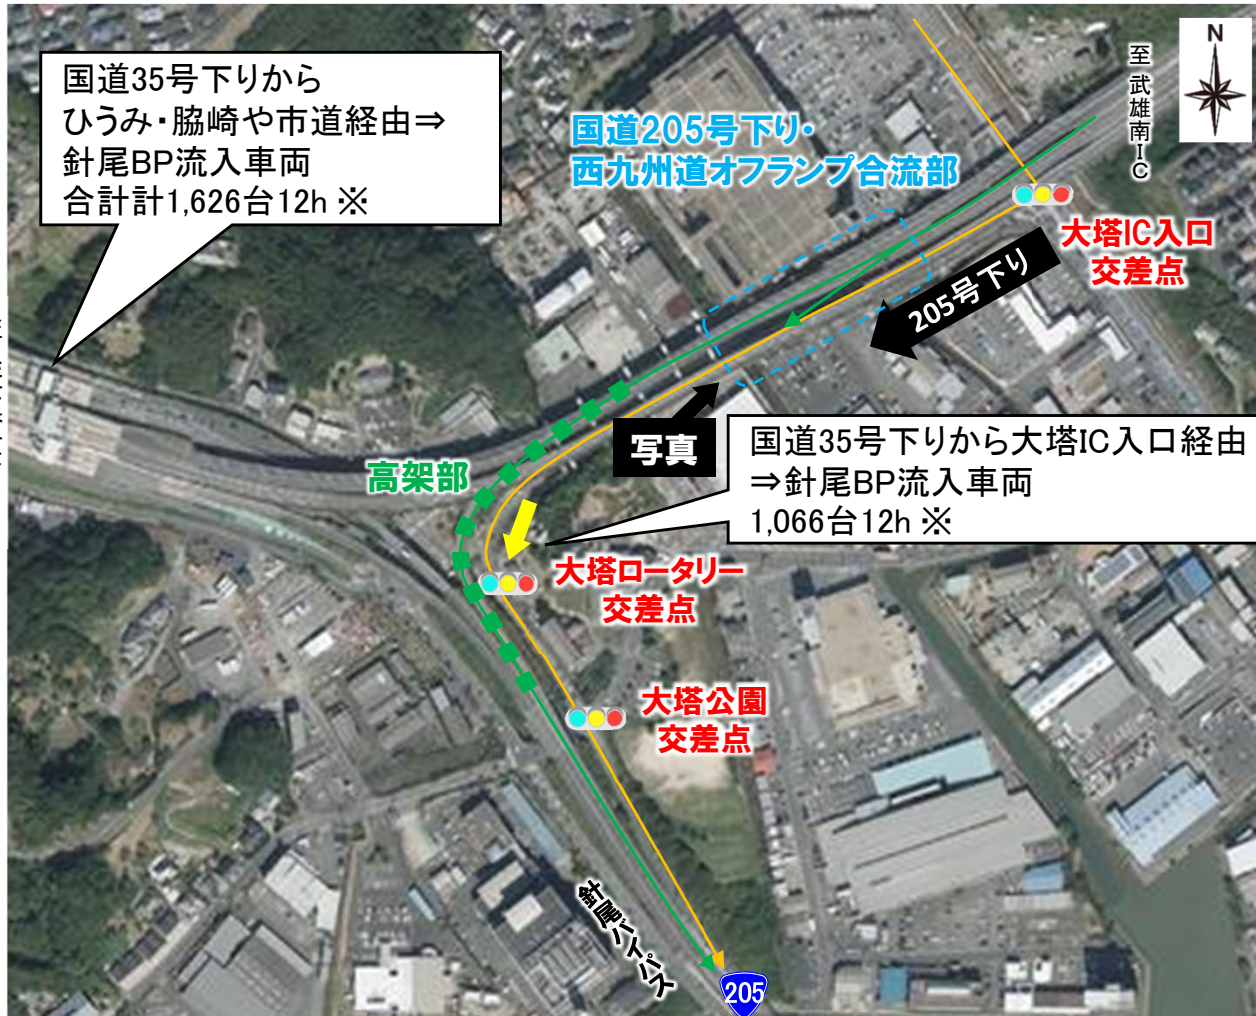 国道35号下りから
ひうみ・脇崎や市道経由⇒
針尾BP流入車両
合計計1,626台12h ※
N
至 武雄南IC
国道205号下り・
西九州道オフランプ合流部
大塔IC入口
交差点
205号下り
写真
国道35号下りから大塔IC入口経由
⇒針尾BP流入車両
1,066台12h ※
高架部
大塔ロータリー
交差点
大塔公園
交差点
針尾バイパス
205